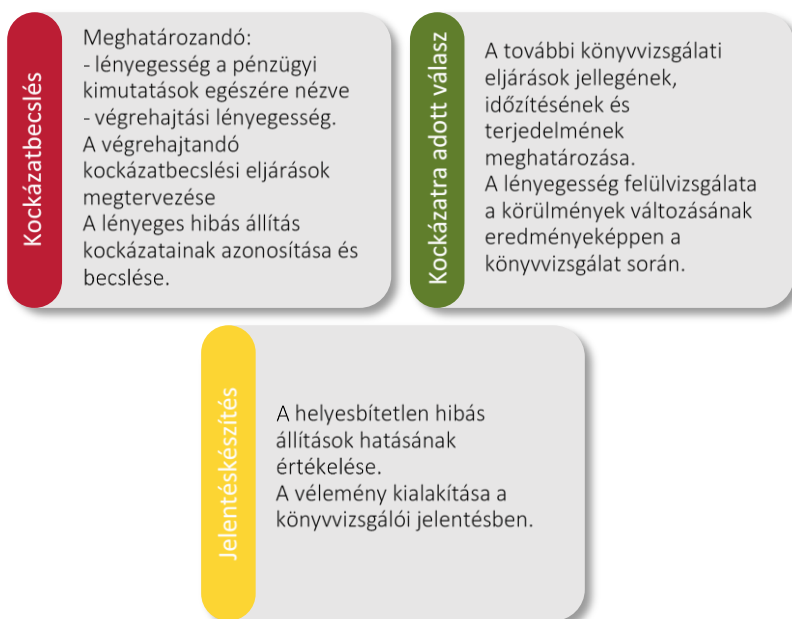 Kockázatbecslés
Meghatározandó:
- lényegesség a pénzügyi
kimutatások egészére nézve
- végrehajtási lényegesség.
A végrehajtandó
kockázatbecslési eljárások
megtervezése
A lényeges hibás állítás
kockázatainak azonosítása és
becslése.
Kockázatra adott válasz
A további könyvvizsgálati
eljárások jellegének,
időzítésének és
terjedelmének
meghatározása.
A lényegesség felülvizsgálata
a körülmények változásának
eredményeképpen a
könyvvizsgálat során.
Jelentéskészítés
A helyesbítetlen hibás
állítások hatásának
értékelése.
A vélemény kialakítása a
könyvvizsgálói jelentésben.